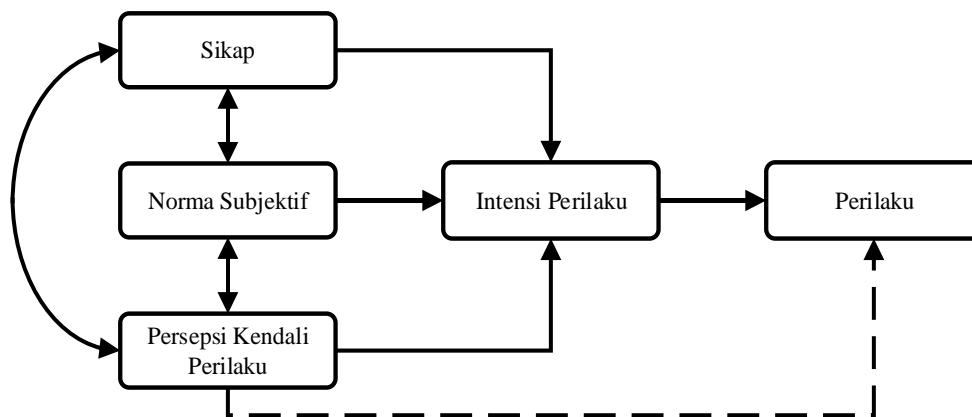 Sikap
Norma Subjektif
Intensi Perilaku
Perilaku
Persepsi Kendali
Perilaku